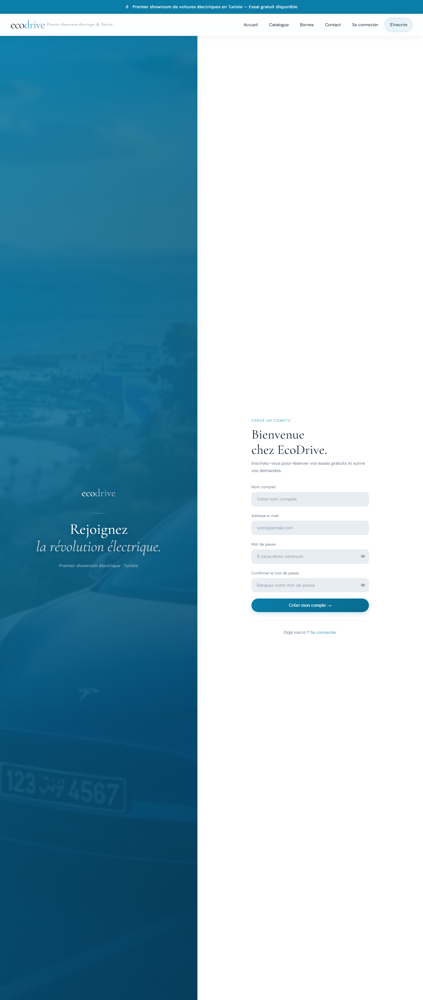 Premier showroom de voitures électriques en Tunisie — Essai gratuit disponible
ecodrive Premier showroom électrique de Tunisie
Accueil
Catalogue
Bornes
Contact
Se connecter
S'inscrire
ecodrive
Rejoignez
la révolution électrique.
Premier showroom électrique · Tunisie
123 تونس 4567
CRÉER UN COMPTE
Bienvenue
chez EcoDrive.
Inscrivez-vous pour réserver vos essais gratuits et suivre
vos demandes.
Nom complet
Votre nom complet
Adresse e-mail
votre@email.com
Mot de passe
8 caractères minimum
Confirmer le mot de passe
Retapez votre mot de passe
Créer mon compte →
Déjà inscrit ? Se connecter